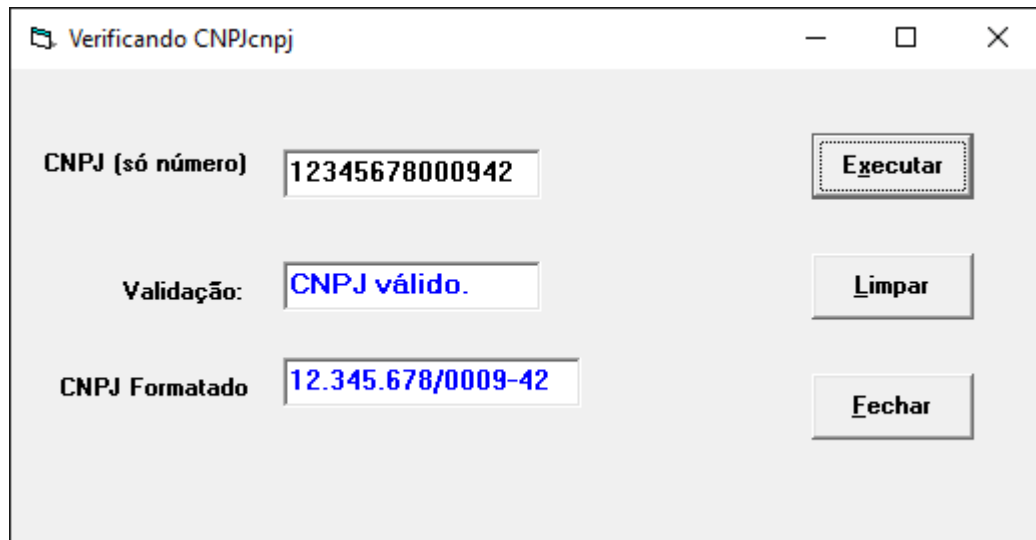 Verificando CNPJcnpj
CNPJ (só número)
12345678000942
Executar
Validação:
CNPJ válido.
Limpar
CNPJ Formatado
12.345.678/0009-42
Fechar